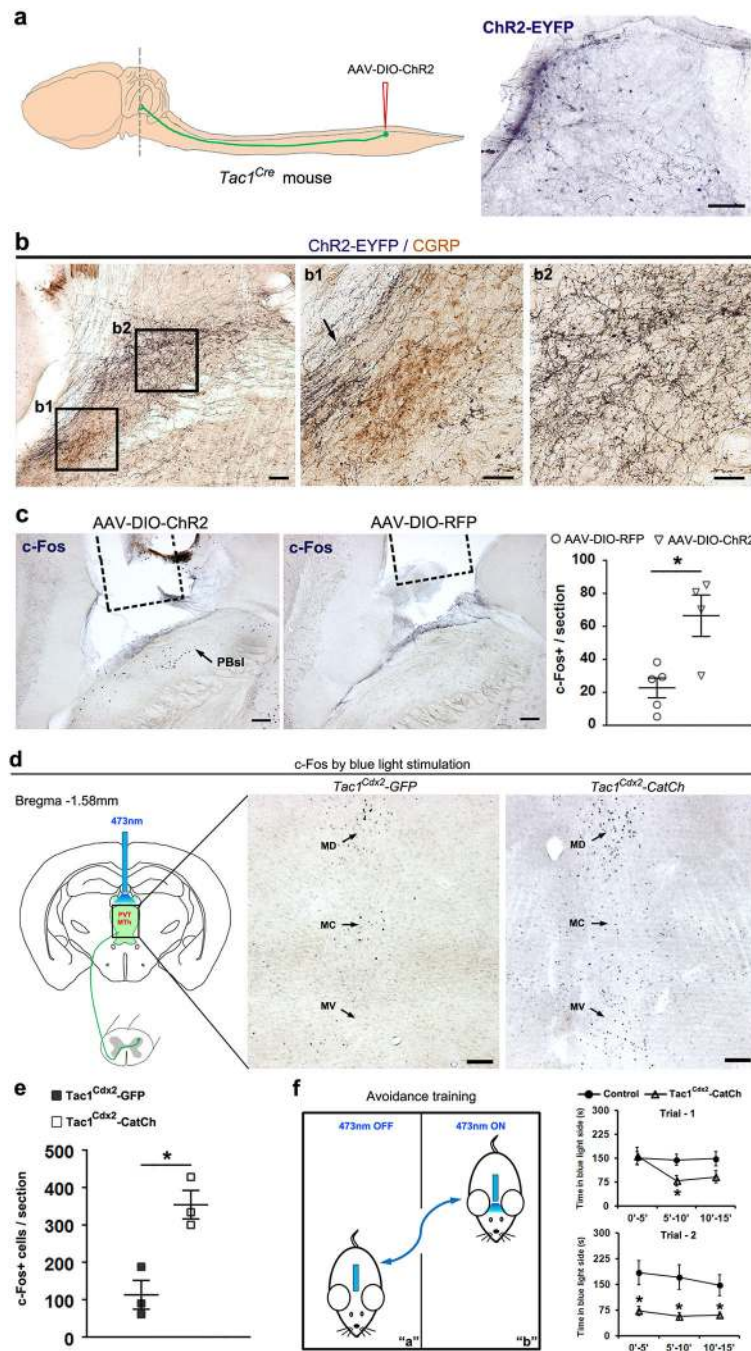 a
AAV-DIO-ChR2
Tac1Cre mouse
ChR2-EYFP
b
ChR2-EYFP / CGRP
b2
b1
b1
b2
c
AAV-DIO-ChR2
c-Fos
PBsl
AAV-DIO-RFP
c-Fos
AAV-DIO-RFP AAV-DIO-ChR2
*
c-Fos+ / section
100
80
60
40
20
0
d
c-Fos by blue light stimulation
Bregma -1.58mm
473nm
PVT
MTh
Tac1Cdx2-GFP
MD
MC
MV
Tac1Cdx2-CatCh
MD
MC
MV
e
Tac1Cdx2-GFP
Tac1Cdx2-CatCh
*
c-Fos+ cells / section
500
400
300
200
100
0
f
Avoidance training
473nm OFF
473nm ON
"a"
"b"
Control Tac1Cdx2-CatCh
Trial - 1
Time in blue light side (s)
300
225
150
75
0
*
0'-5' 5'-10' 10'-15'
Trial - 2
Time in blue light side (s)
300
225
150
75
0
* * *
0'-5' 5'-10' 10'-15'